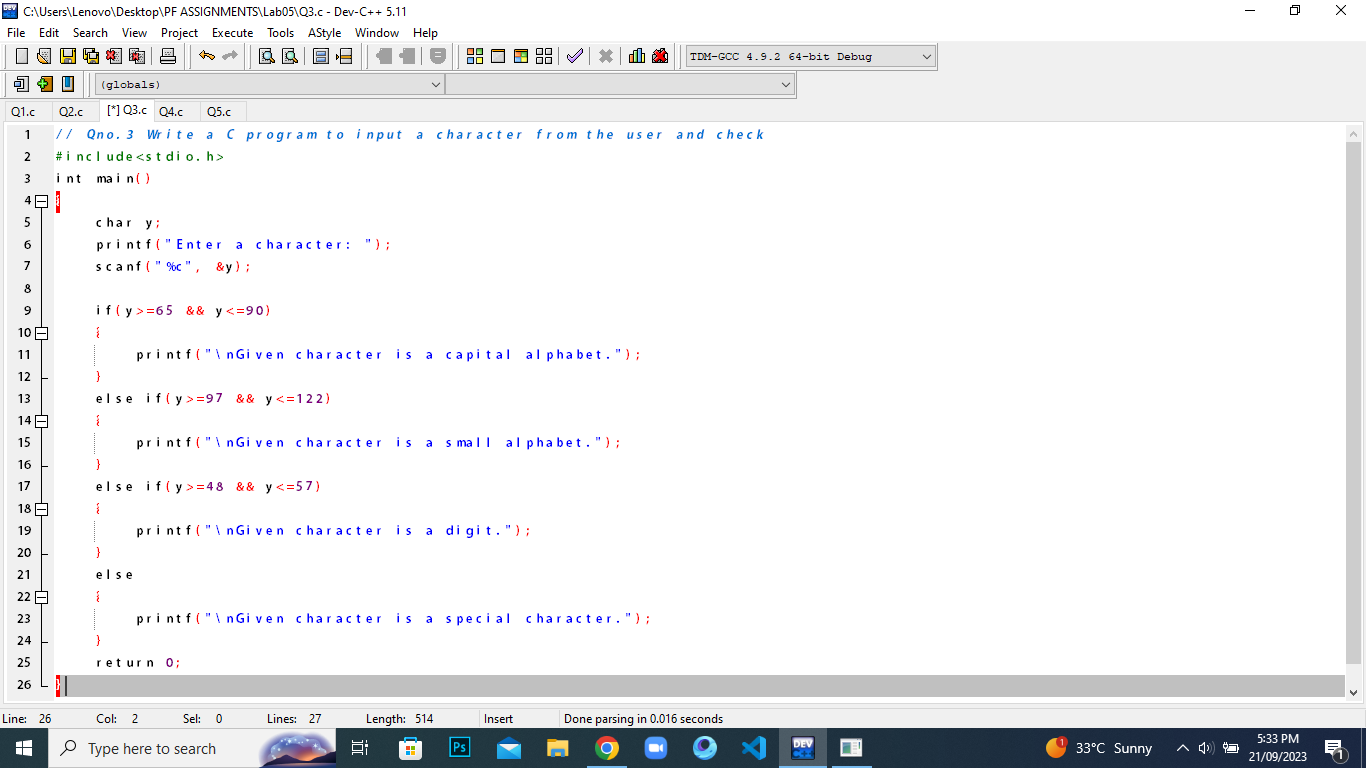 C:\Users\Lenovo\Desktop\PF ASSIGNMENTS\Lab05\Q3.c - Dev-C++ 5.11
File Edit Search View Project Execute Tools AStyle Window Help
TDM-GCC 4.9.2 64-bit Debug
(globals)
Q1.c Q2.c [*] Q3.c Q4.c Q5.c
1 // Qno.3 Write a C program to input a character from the user and check
2 #include<stdio.h>
3 int main()
4 {
5 char y;
6 printf("Enter a character: ");
7 scanf("%c", &y);
8
9 if(y>=65 && y<=90)
10 {
11 printf("\nGiven character is a capital alphabet.");
12 }
13 else if(y>=97 && y<=122)
14 {
15 printf("\nGiven character is a small alphabet.");
16 }
17 else if(y>=48 && y<=57)
18 {
19 printf("\nGiven character is a digit.");
20 }
21 else
22 {
23 printf("\nGiven character is a special character.");
24 }
25 return 0;
26 }
Line: 26 Col: 2 Sel: 0 Lines: 27 Length: 514 Insert Done parsing in 0.016 seconds
Type here to search
Ps
DEV
1
33°C Sunny
5:33 PM
21/09/2023
1